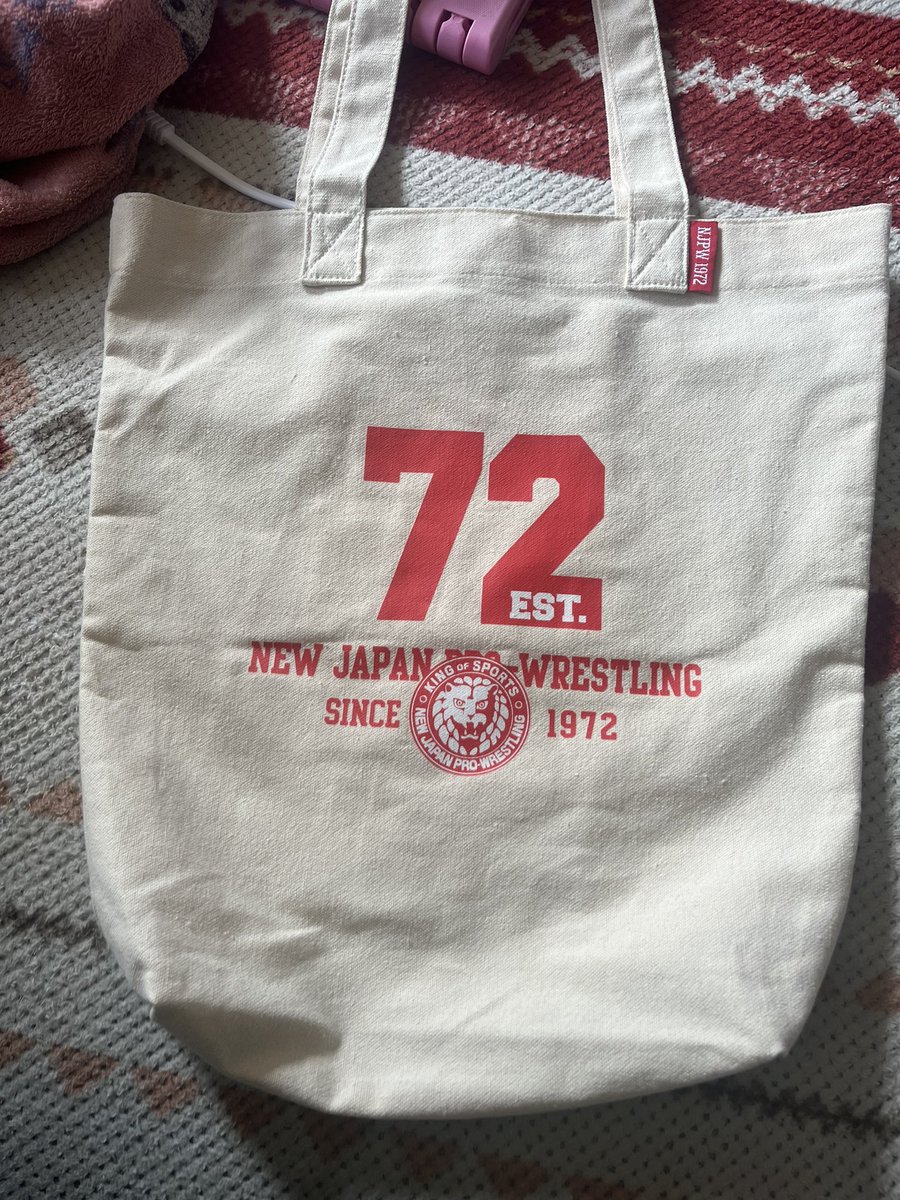 NJPW 1972
72
EST.
NEW JAPAN PRO-WRESTLING
SINCE 1972
KING OF SPORTS
NEW JAPAN PRO-WRESTLING